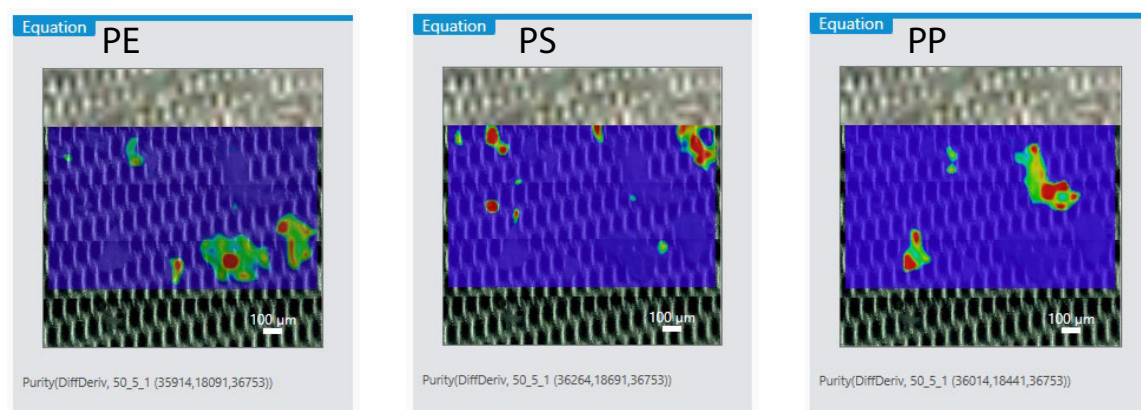 Equation
PE
100 µm
Purity(DiffDeriv, 50_5_1 (35914,18091,36753))
Equation
PS
100 µm
Purity(DiffDeriv, 50_5_1 (36264,18691,36753))
Equation
PP
100 µm
Purity(DiffDeriv, 50_5_1 (36014,18441,36753))